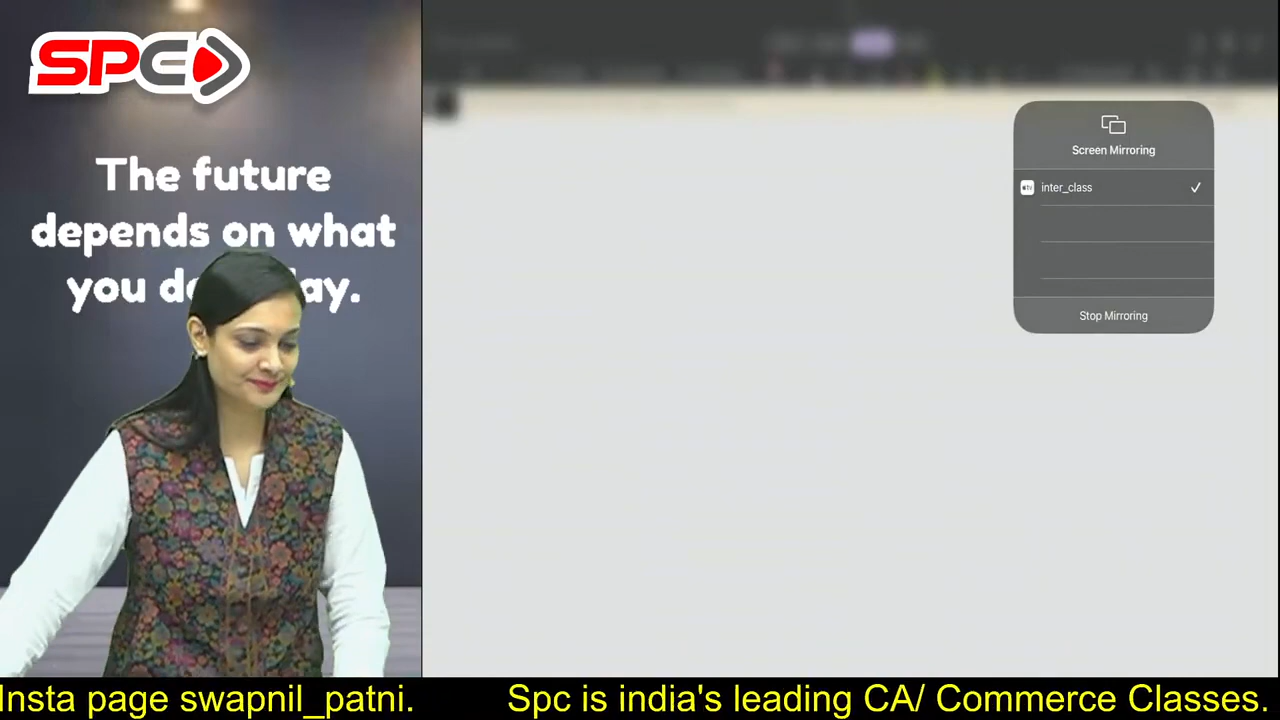 SPC
The future
depends on what
you do
ay.
Screen Mirroring
tv
inter_class
Stop Mirroring
Insta page swapnil_patni. Spc is india's leading CA/ Commerce Classes.